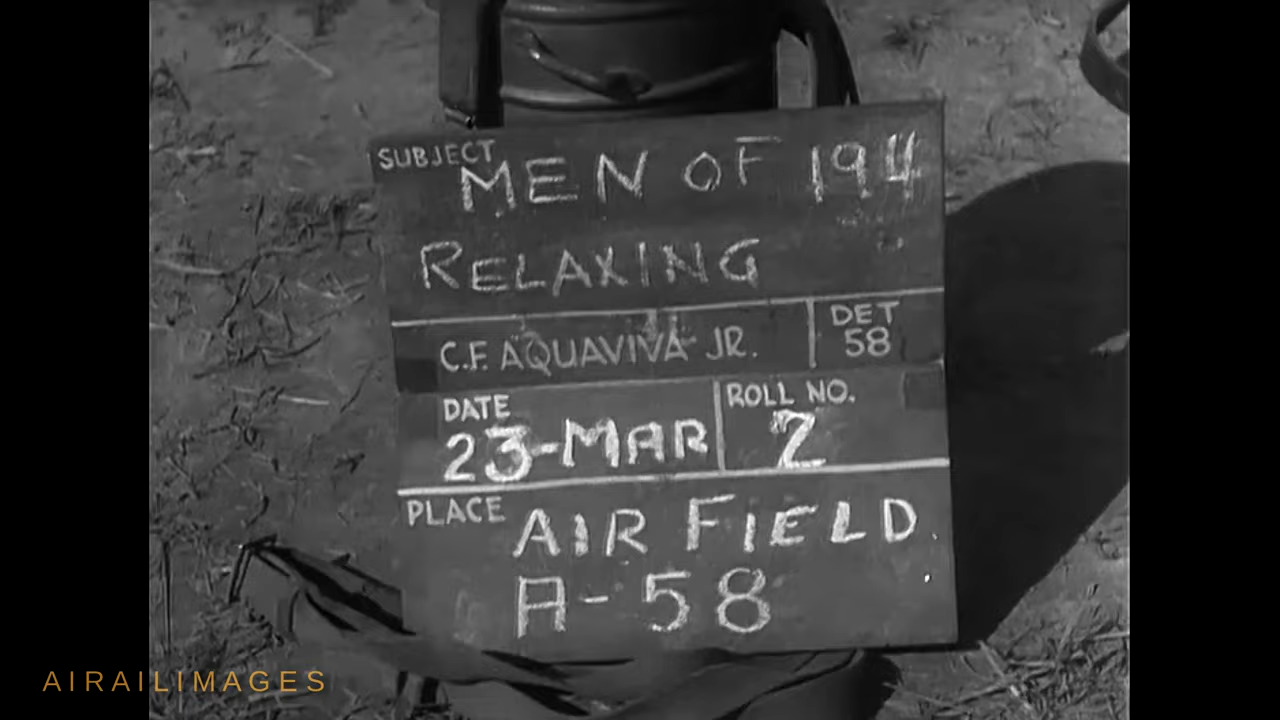 SUBJECT
MEN OF 194
RELAXING
C.F. AQUAVIVA JR.
DET
58
DATE
23-MAR
ROLL NO.
2
PLACE
AIR FIELD.
A-58
AIRAILIMAGES